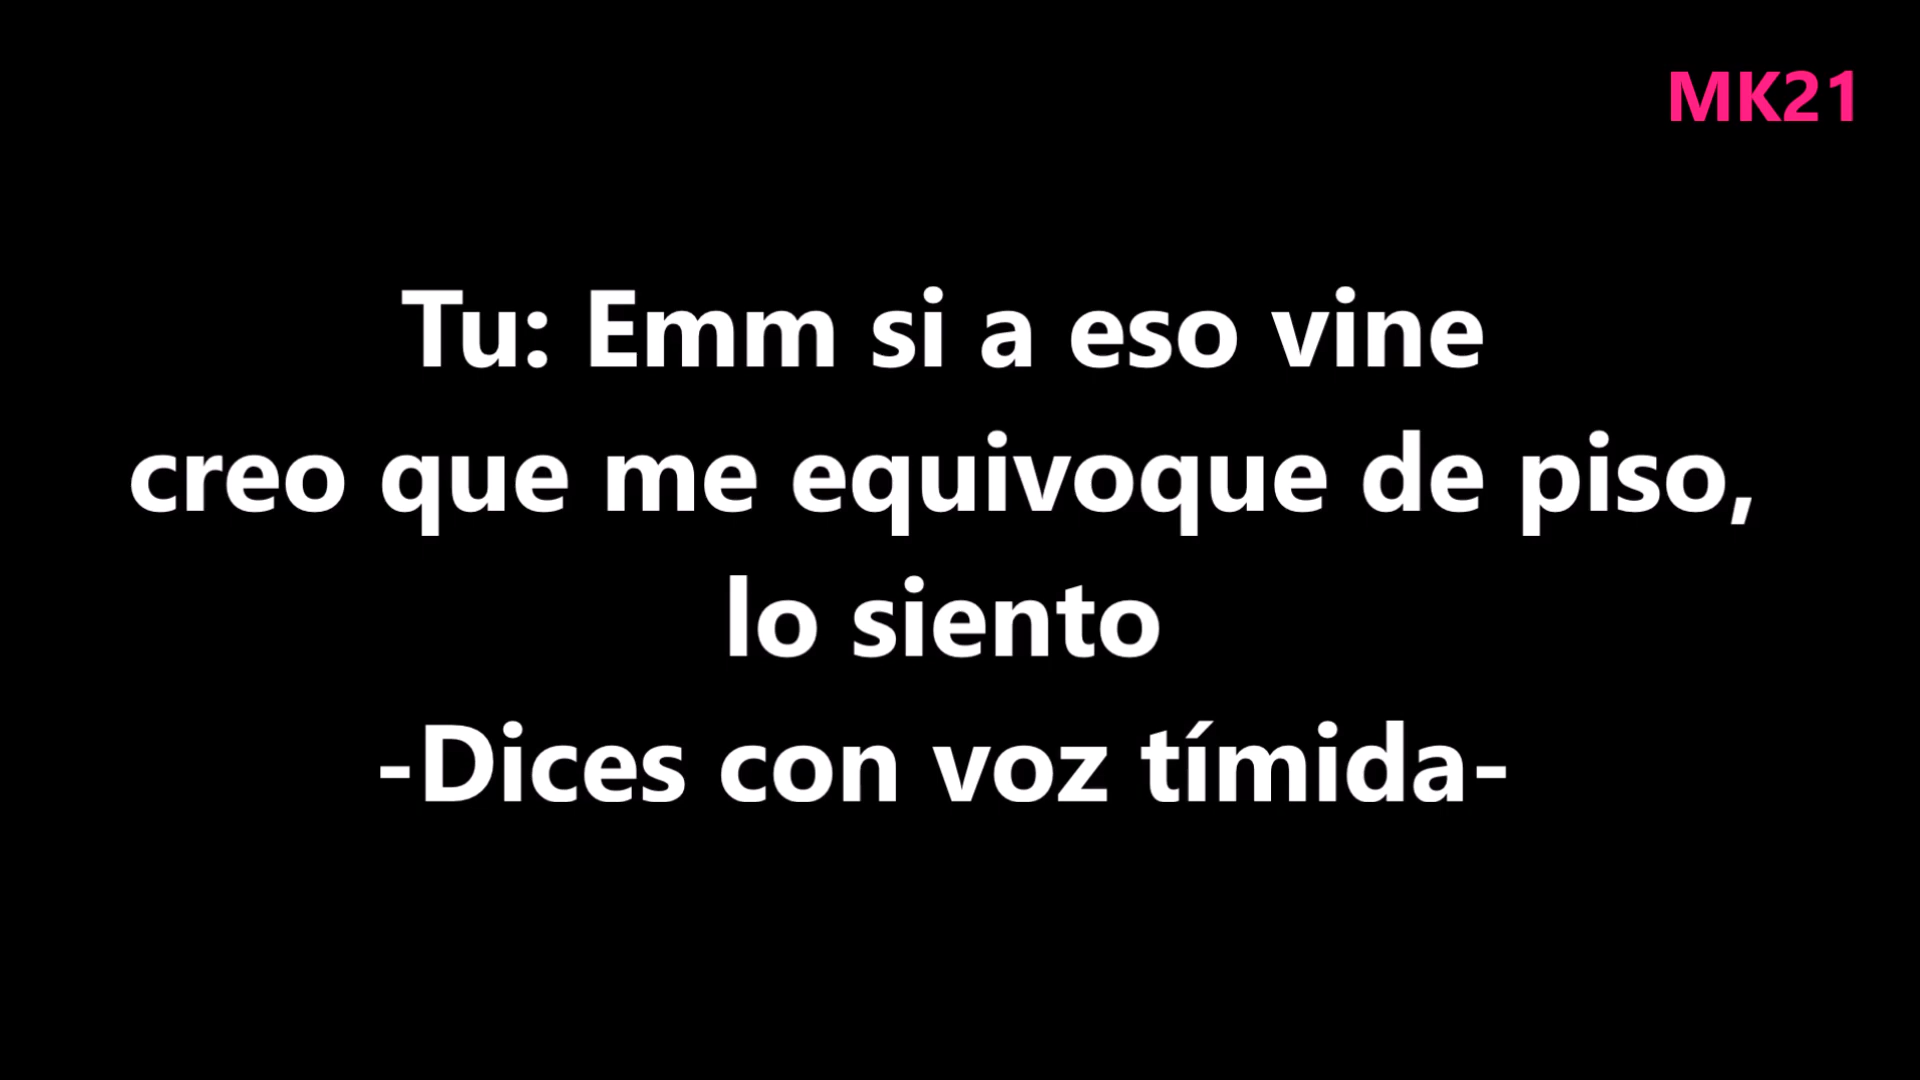 MK21
Tu: Emm si a eso vine
creo que me equivoque de piso,
lo siento
-Dices con voz tímida-